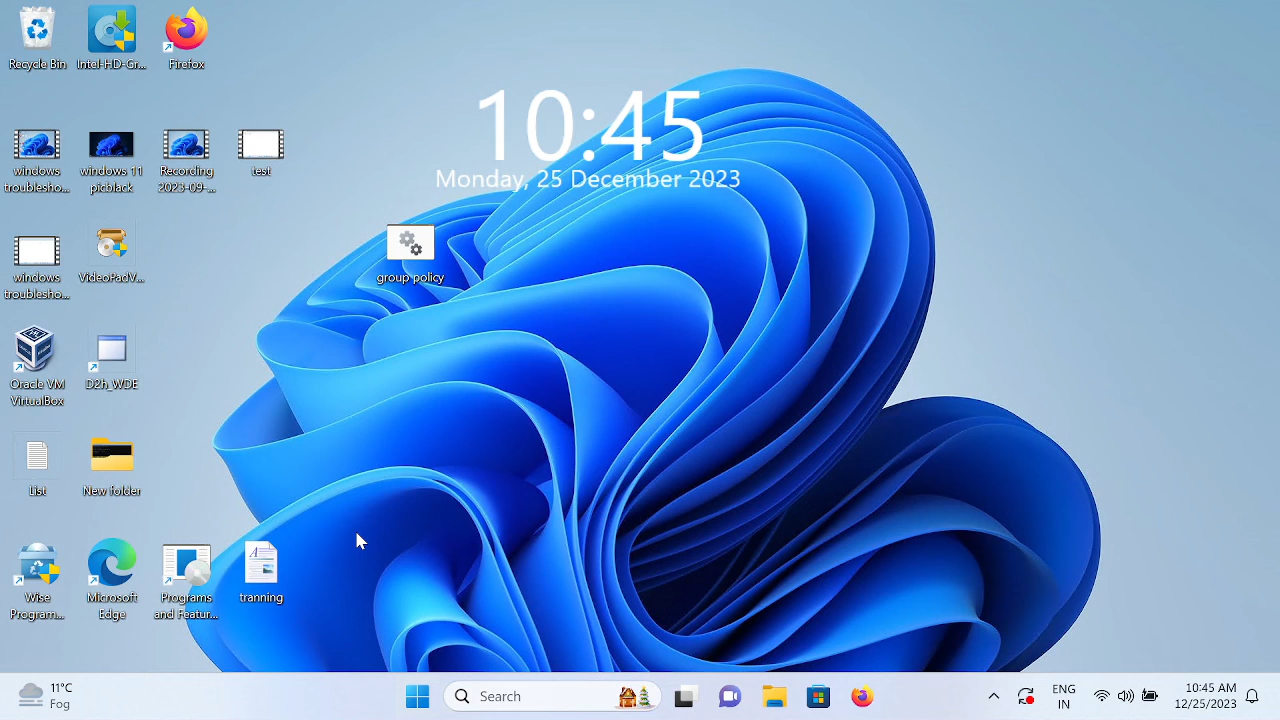 Recycle Bin
Intel-HD-Gr...
Firefox
10:45
Monday, 25 December 2023
windows
troublesho...
windows 11
picblack
Recording
2023-09-...
test
windows
troublesho...
VideoPadV...
group policy
Oracle VM
VirtualBox
D2h_WDE
List
New folder
Wise
Program...
Microsoft
Edge
Programs
and Featur...
tranning
11°C
Fog
Search
ENG
IN
10:45 AM
12/25/2023